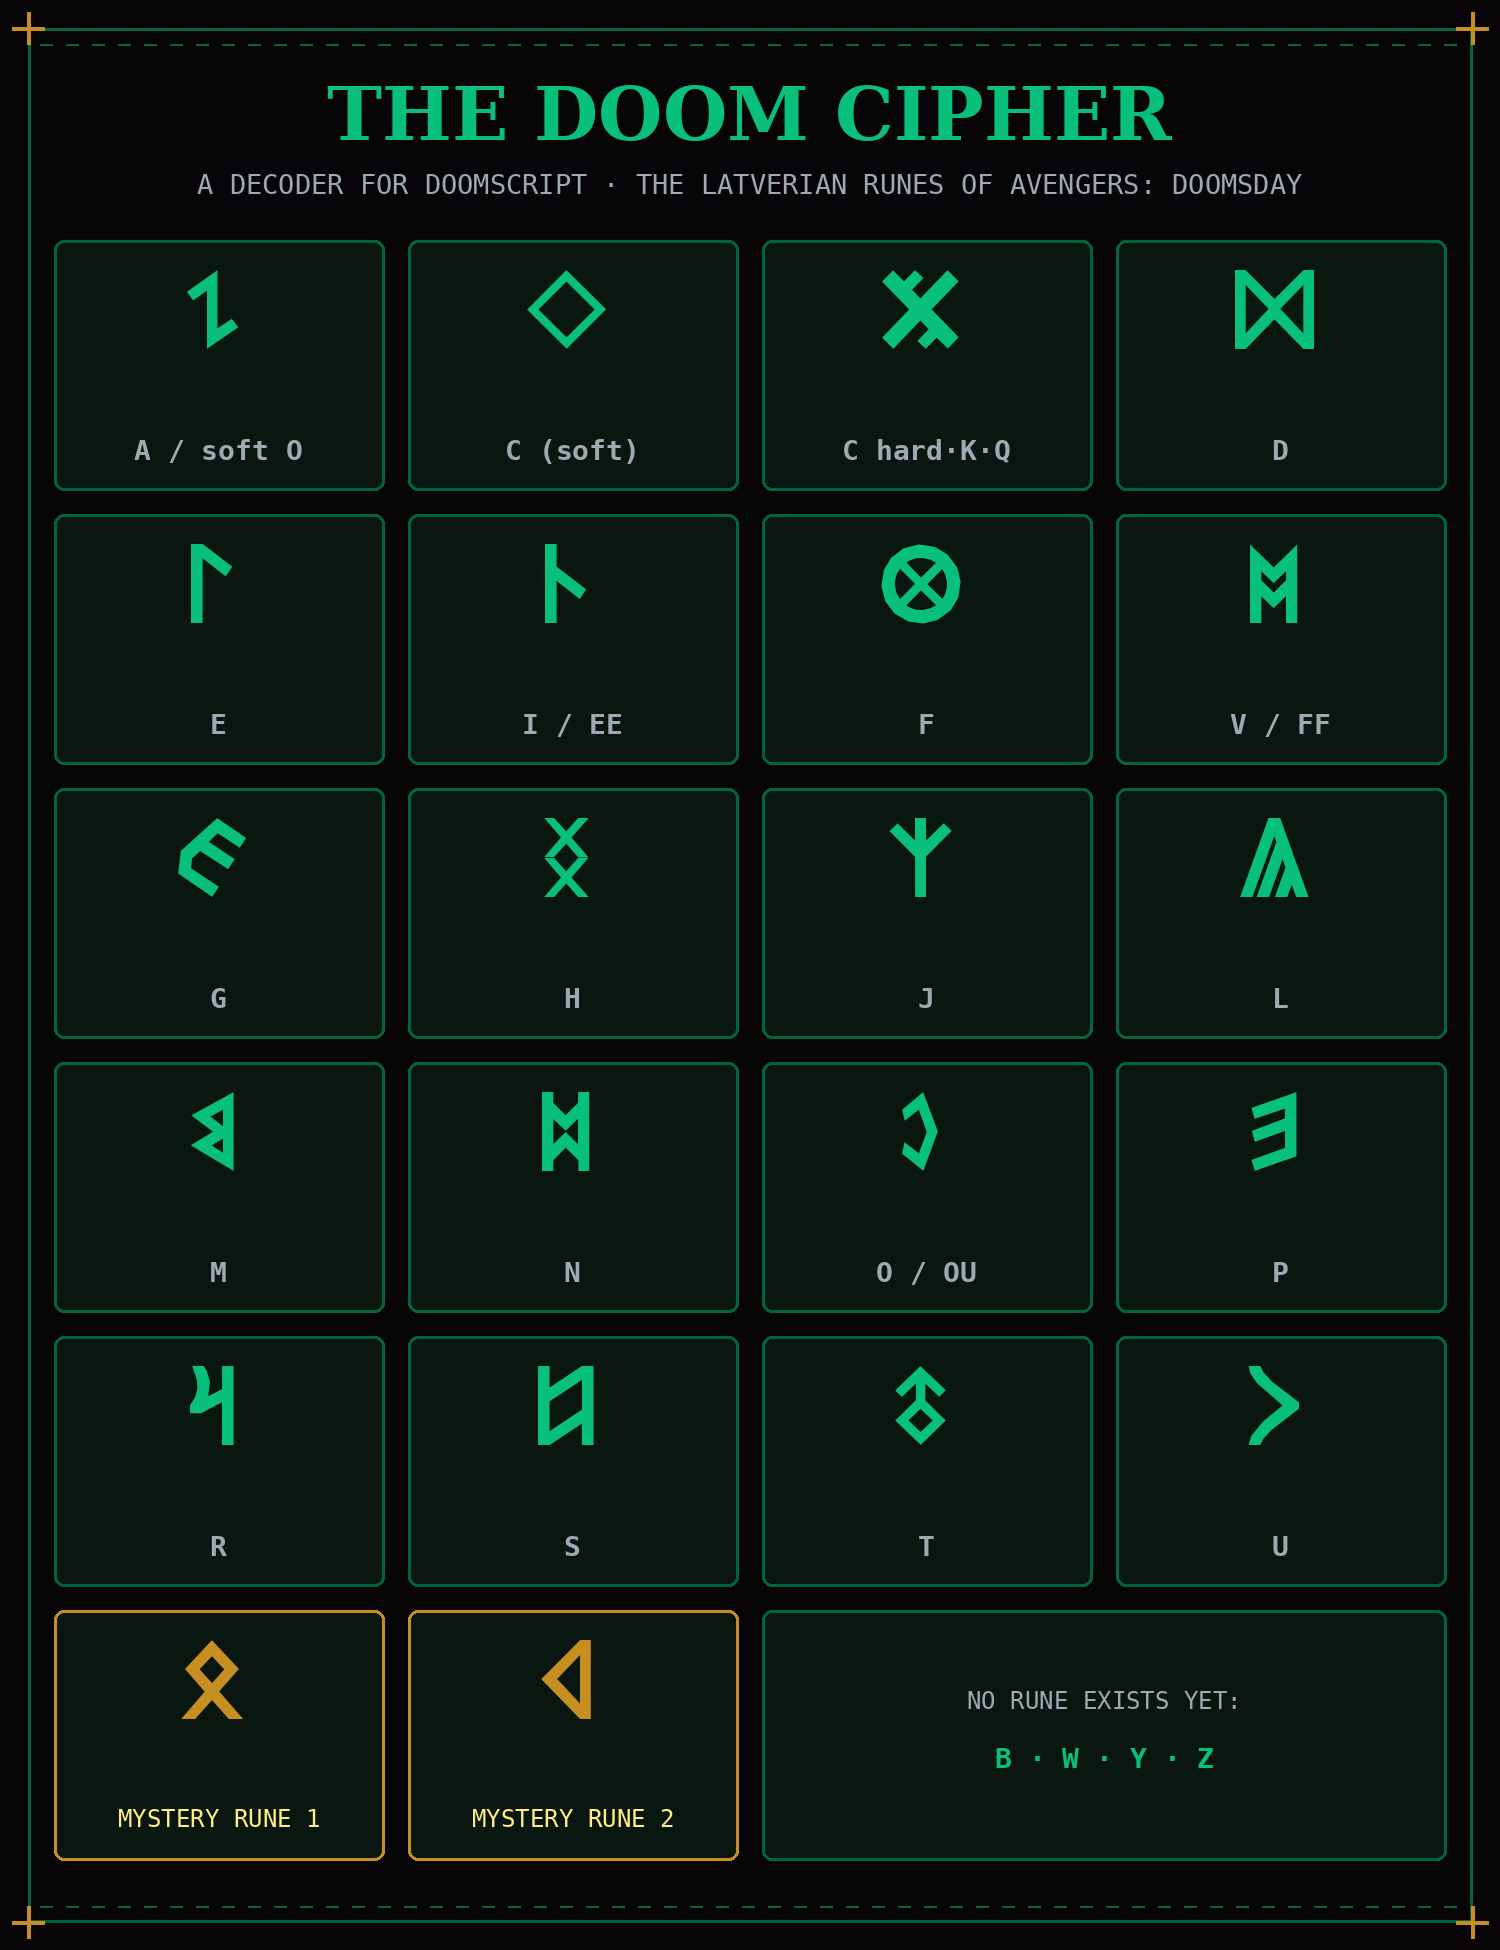 THE DOOM CIPHER
A DECODER FOR DOOMSCRIPT · THE LATVERIAN RUNES OF AVENGERS: DOOMSDAY
A / soft O
C (soft)
C hard·K·Q
D
E
I / EE
F
V / FF
G
H
J
L
M
N
O / OU
P
R
S
T
U
MYSTERY RUNE 1
MYSTERY RUNE 2
NO RUNE EXISTS YET:
B · W · Y · Z